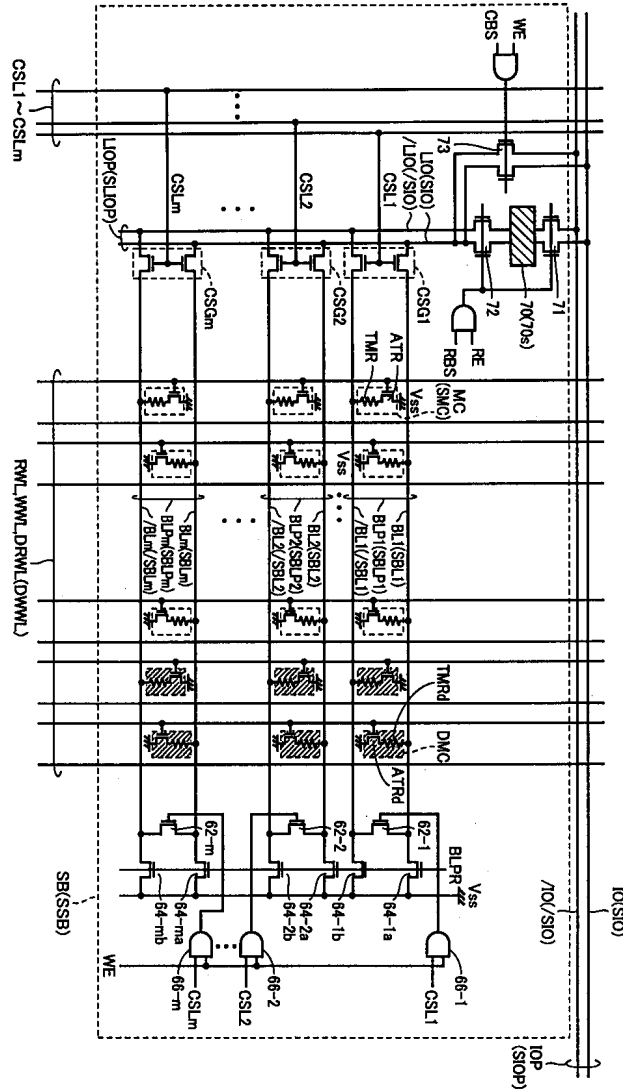 IO(SIO)
/IO(/SIO)
IOP
(SIOP)
WE
CBS
73
71
70(70s)
72
RE
RBS
LIO(SIO)
/LIO(/SIO)
CSL1~CSLm
LIOP(SLIOP)
CSL1
CSL2
CSLm
CSG1
CSG2
CSGm
MC
(SMC)
ATR
TMR
Vss
Vss
BL1(SBL1)
BLP1(SBLP1)
/BL1(/SBL1)
BL2(SBL2)
BLP2(SBLP2)
/BL2(/SBL2)
BLm(SBLm)
BLPm(SBLPm)
/BLm(/SBLm)
RWL,WWL,DRWL(DWWL)
TMRd
DMC
ATRd
62-1
62-2
62-m
BLPR
Vss
64-1a
64-1b
64-2a
64-2b
64-ma
64-mb
66-1
66-2
66-m
CSL1
CSL2
CSLm
WE
SB(SSB)